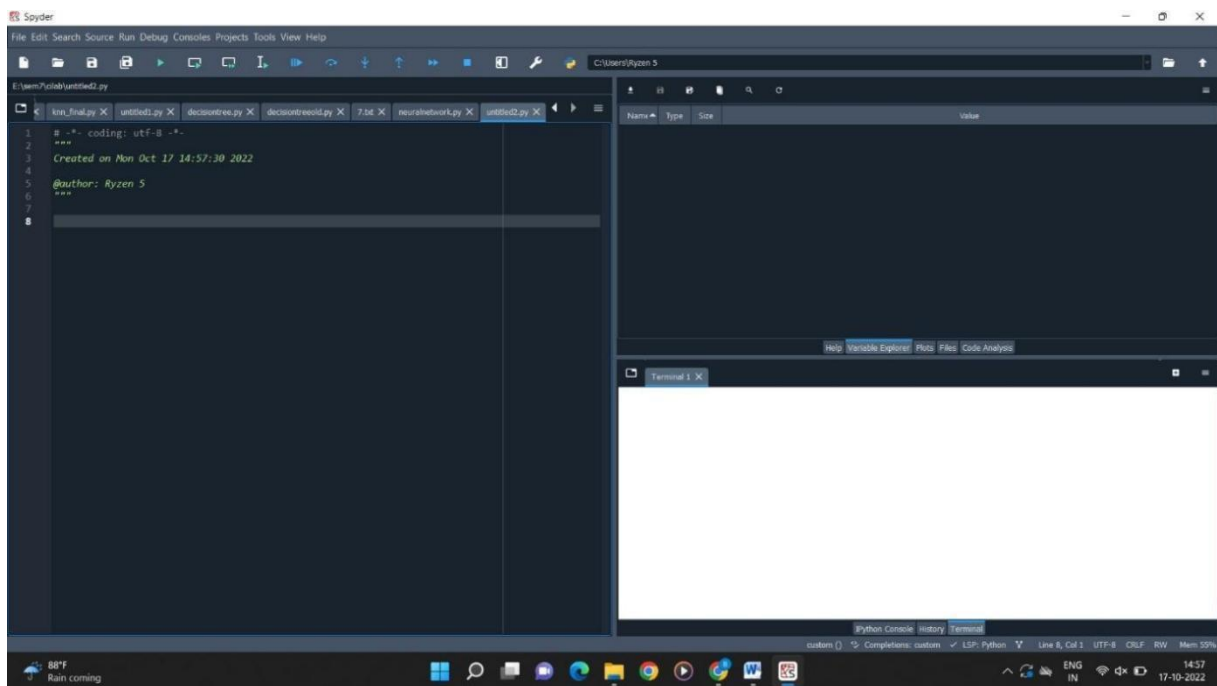 Spyder
File Edit Search Source Run Debug Consoles Projects Tools View Help
C:\Users\Ryzen 5
E:\sem7\cilab\untitled2.py
knn_final.py untitled1.py decisiontree.py decisiontreeold.py 7.txt neuralnetwork.py untitled2.py
1 # -*- coding: utf-8 -*-
2 """
3 Created on Mon Oct 17 14:57:30 2022
4
5 @author: Ryzen 5
6 """
7
8
Name Type Size Value
Help Variable Explorer Plots Files Code Analysis
Terminal 1
IPython Console History Terminal
custom () Completions: custom LSP: Python Line 8, Col 1 UTF-8 CRLF RW Mem 55%
88°F
Rain coming
ENG
IN
14:57
17-10-2022